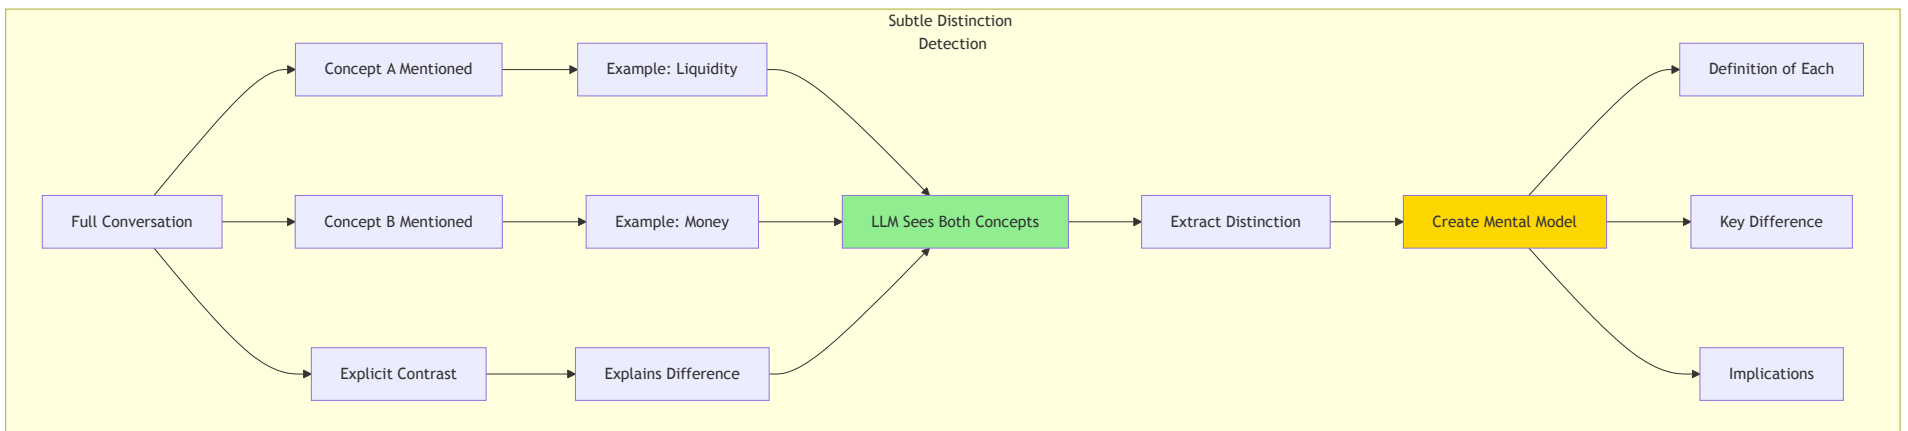 Subtle Distinction
Detection
Full Conversation
Concept A Mentioned
Example: Liquidity
Concept B Mentioned
Example: Money
Explicit Contrast
Explains Difference
LLM Sees Both Concepts
Extract Distinction
Create Mental Model
Definition of Each
Key Difference
Implications